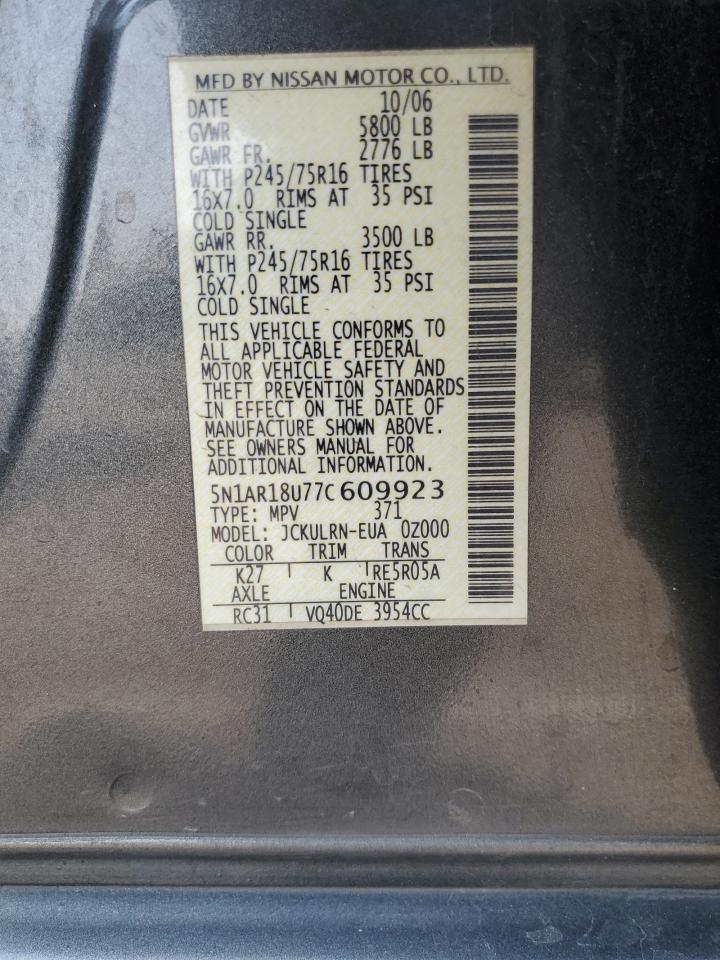 MFD BY NISSAN MOTOR CO., LTD.
DATE 10/06
GVWR 5800 LB
GAWR FR. 2776 LB
WITH P245/75R16 TIRES
16X7.0 RIMS AT 35 PSI
COLD SINGLE
GAWR RR. 3500 LB
WITH P245/75R16 TIRES
16X7.0 RIMS AT 35 PSI
COLD SINGLE
THIS VEHICLE CONFORMS TO
ALL APPLICABLE FEDERAL
MOTOR VEHICLE SAFETY AND
THEFT PREVENTION STANDARDS
IN EFFECT ON THE DATE OF
MANUFACTURE SHOWN ABOVE.
SEE OWNERS MANUAL FOR
ADDITIONAL INFORMATION.
5N1AR18U77C609923
TYPE: MPV 371
MODEL: JCKULRN-EUA 0Z000
COLOR TRIM TRANS
K27 K RE5R05A
AXLE ENGINE
RC31 VQ40DE 3954CC